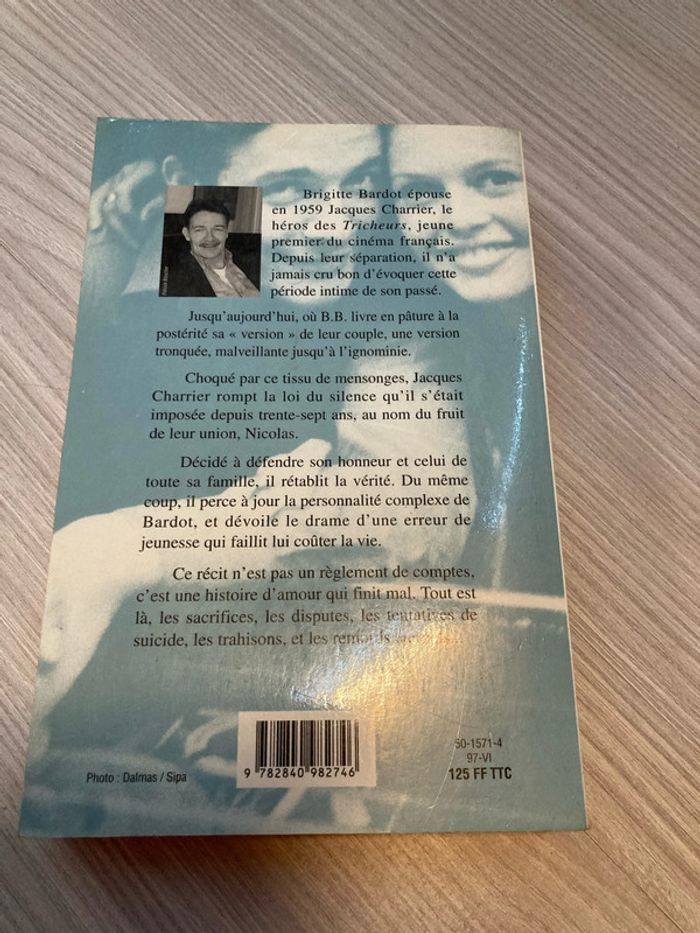 Brigitte Bardot épouse
en 1959 Jacques Charrier, le
héros des Tricheurs, jeune
premier du cinéma français.
Depuis leur séparation, il n'a
jamais cru bon d'évoquer cette
période intime de son passé.
Jusqu'aujourd'hui, où B.B. livre en pâture à la
postérité sa « version » de leur couple, une version
tronquée, malveillante jusqu'à l'ignominie.
Choqué par ce tissu de mensonges, Jacques
Charrier rompt la loi du silence qu'il s'était
imposée depuis trente-sept ans, au nom du fruit
de leur union, Nicolas.
Décidé à défendre son honneur et celui de
toute sa famille, il rétablit la vérité. Du même
coup, il perce à jour la personnalité complexe de
Bardot, et dévoile le drame d'une erreur de
jeunesse qui faillit lui coûter la vie.
Ce récit n'est pas un règlement de comptes,
c'est une histoire d'amour qui finit mal. Tout est
là, les sacrifices, les disputes, les tentatives de
suicide, les trahisons, et les remords
9 782840 982746
50-1571-4
97-VI
125 FF TTC
Photo : Dalmas / Sipa